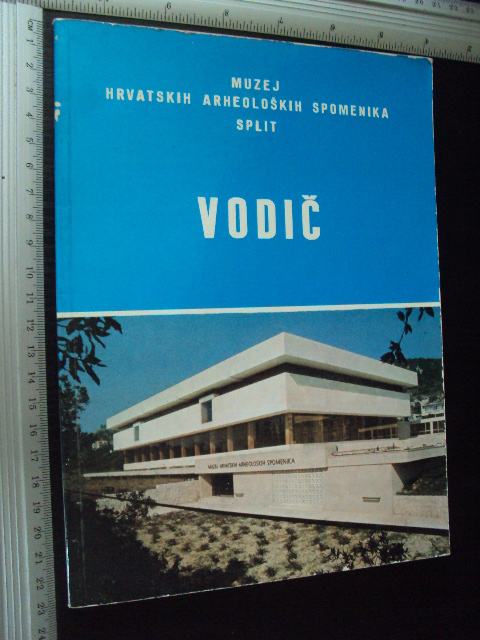 MUZEJ
HRVATSKIH ARHEOLOŠKIH SPOMENIKA
SPLIT
VODIČ
MUZEJ HRVATSKIH ARHEOLOŠKIH SPOMENIKA